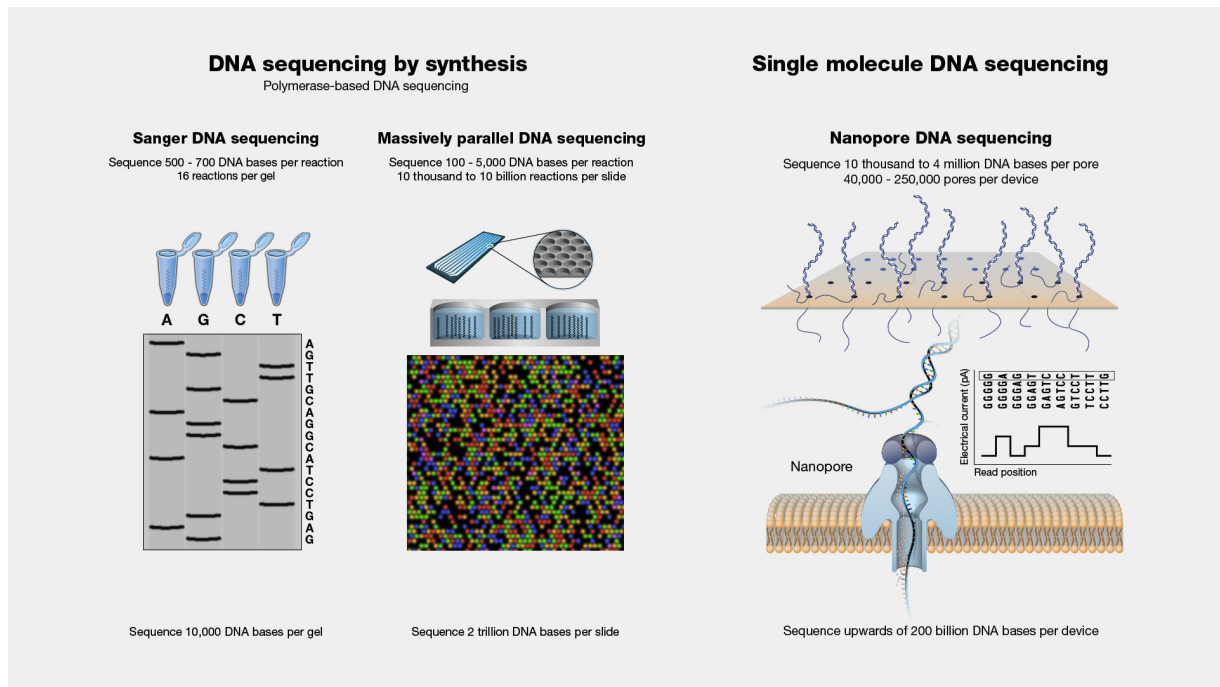 DNA sequencing by synthesis
Polymerase-based DNA sequencing
Sanger DNA sequencing
Sequence 500 - 700 DNA bases per reaction
16 reactions per gel
A G C T
A
G
T
T
G
C
A
G
G
C
A
T
C
C
T
G
A
G
Sequence 10,000 DNA bases per gel
Massively parallel DNA sequencing
Sequence 100 - 5,000 DNA bases per reaction
10 thousand to 10 billion reactions per slide
Sequence 2 trillion DNA bases per slide
Single molecule DNA sequencing
Nanopore DNA sequencing
Sequence 10 thousand to 4 million DNA bases per pore
40,000 - 250,000 pores per device
Electrical current (pA)
GGGGG
GGGGA
GGGAG
GGAGT
GAGTC
AGTCC
GTCCT
TCCTT
CCTTG
Read position
Nanopore
Sequence upwards of 200 billion DNA bases per device